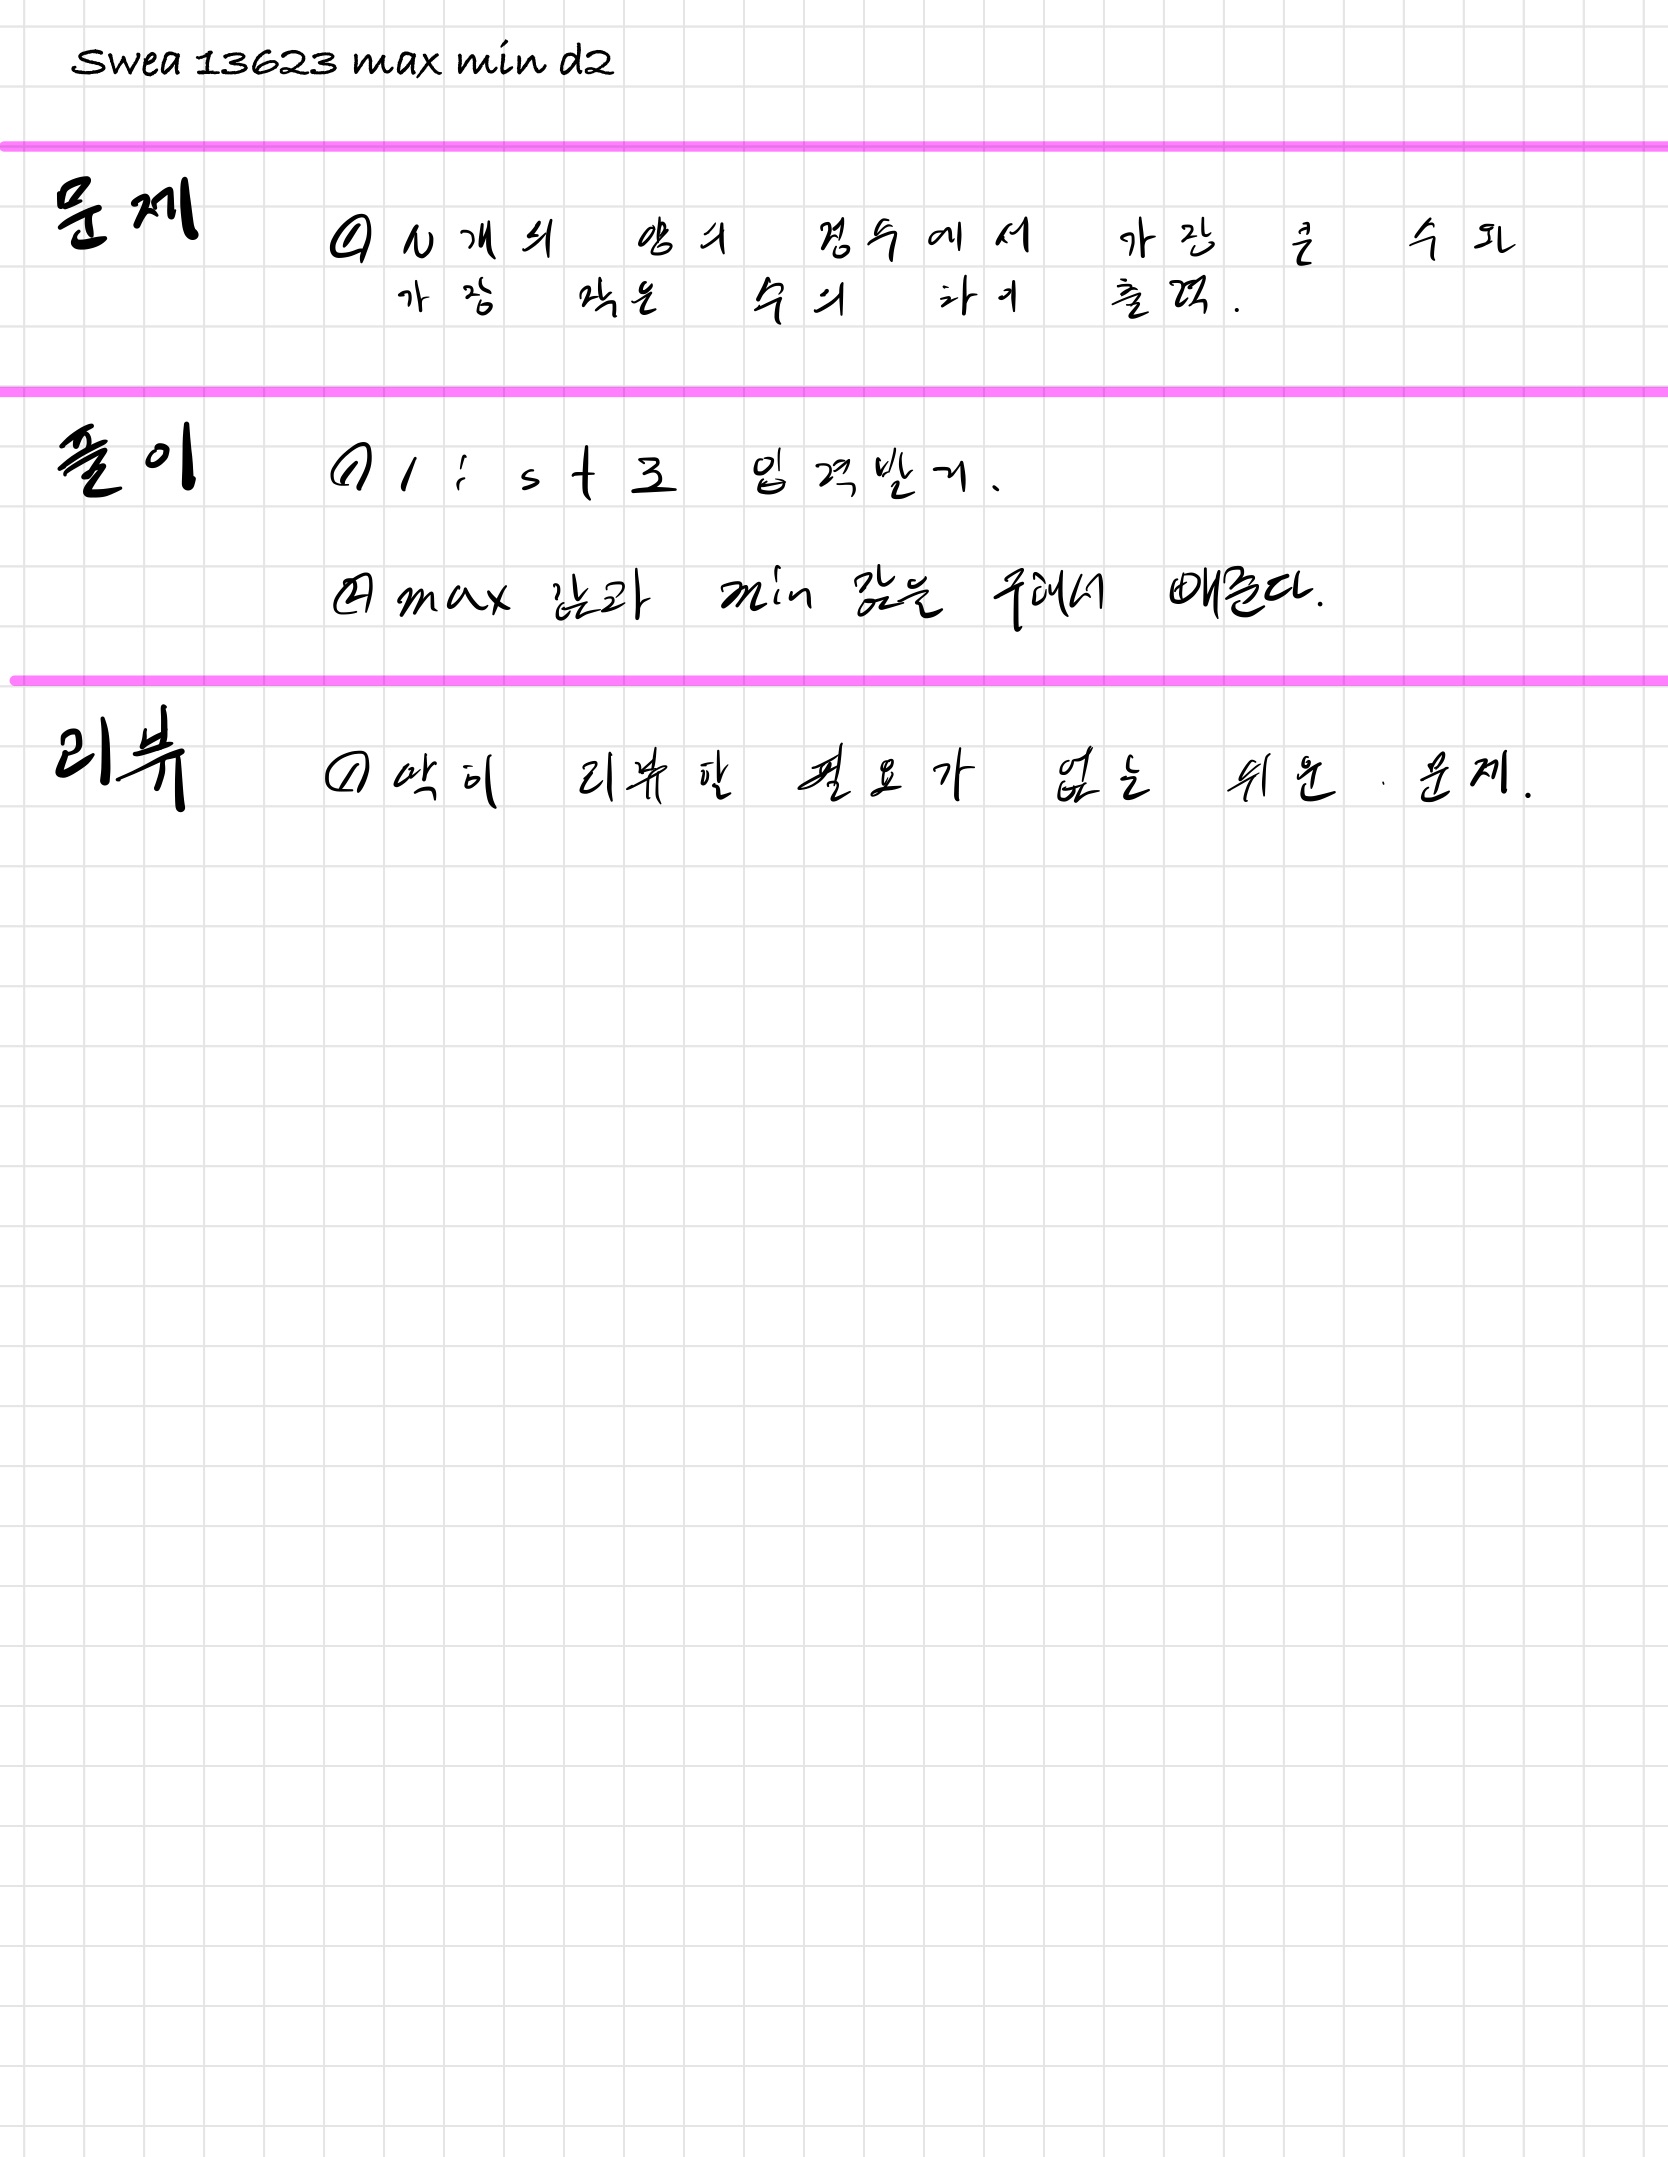 Swea 13623 max min d2
문제 ① N개의 양의 정수에서 가장 큰 수와
가장 작은 수의 차이 출력.
풀이 ① list로 입력받기.
② max 값과 min 값을 구해서 빼준다.
리뷰 ① 딱히 리뷰할 필요가 없는 쉬운 문제.